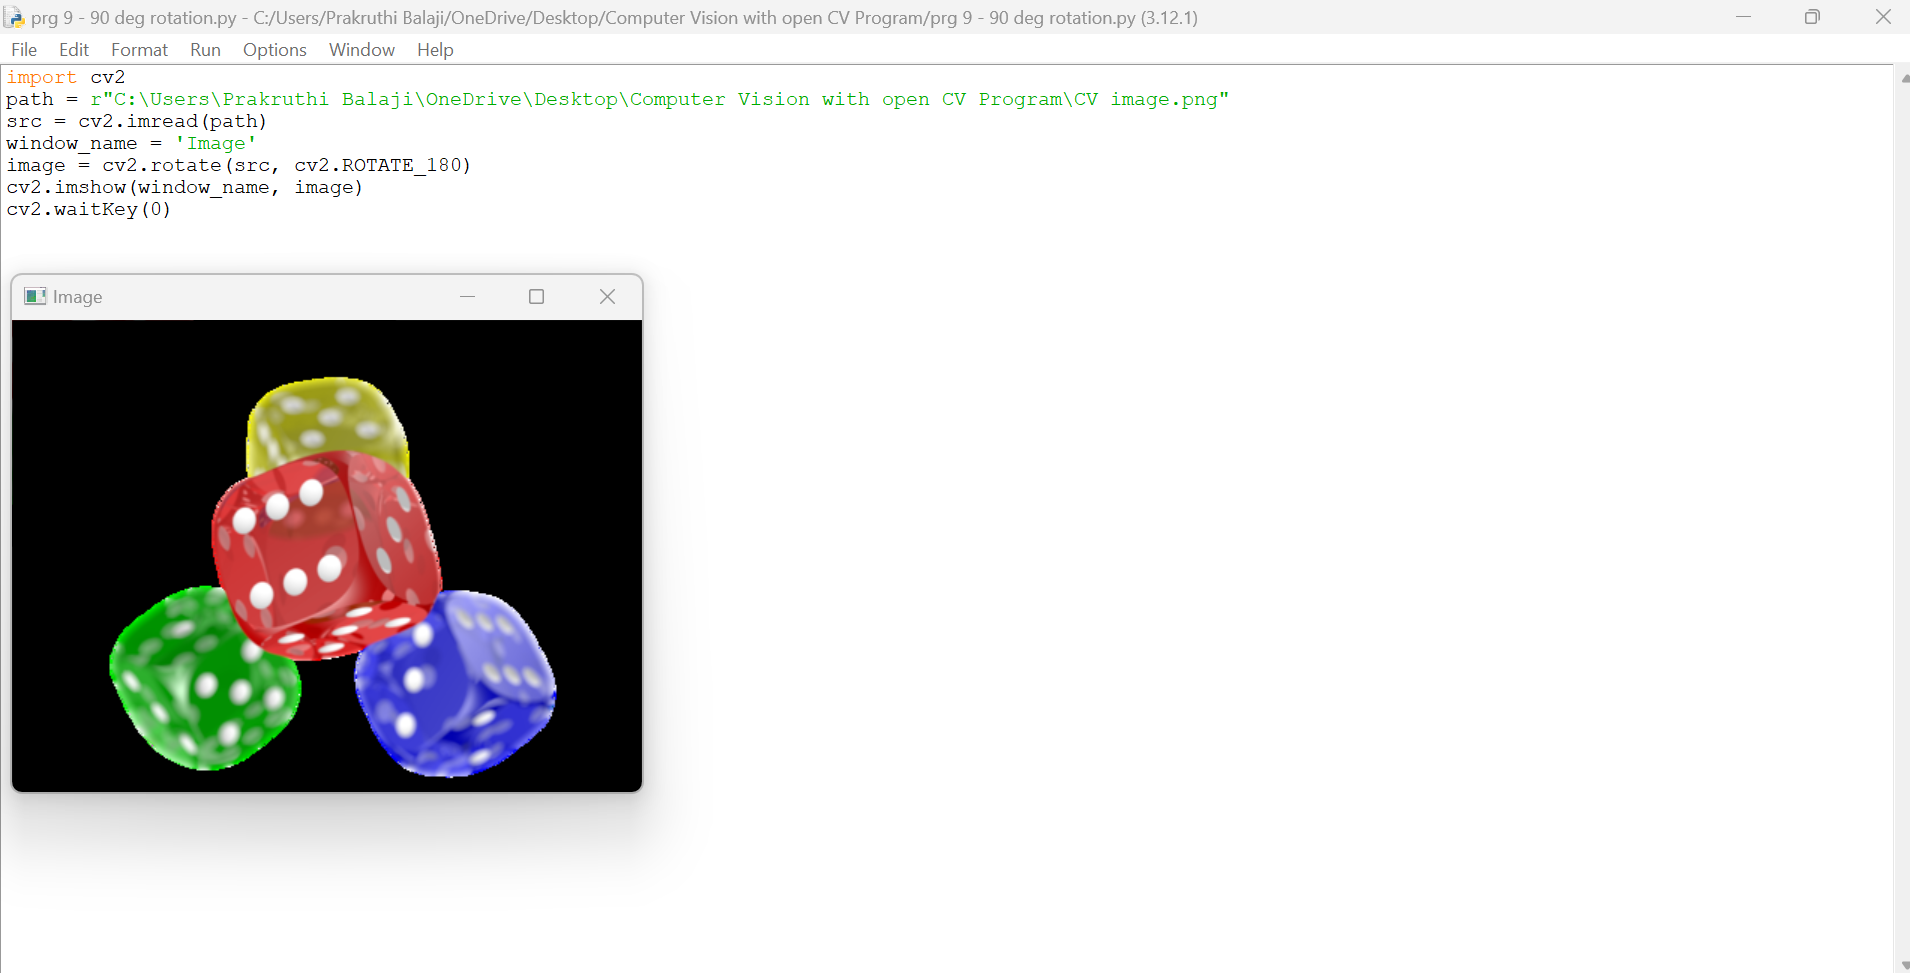 prg 9 - 90 deg rotation.py - C:/Users/Prakruthi Balaji/OneDrive/Desktop/Computer Vision with open CV Program/prg 9 - 90 deg rotation.py (3.12.1)
File Edit Format Run Options Window Help
import cv2
path = r"C:\Users\Prakruthi Balaji\OneDrive\Desktop\Computer Vision with open CV Program\CV image.png"
src = cv2.imread(path)
window_name = 'Image'
image = cv2.rotate(src, cv2.ROTATE_180)
cv2.imshow(window_name, image)
cv2.waitKey(0)
Image